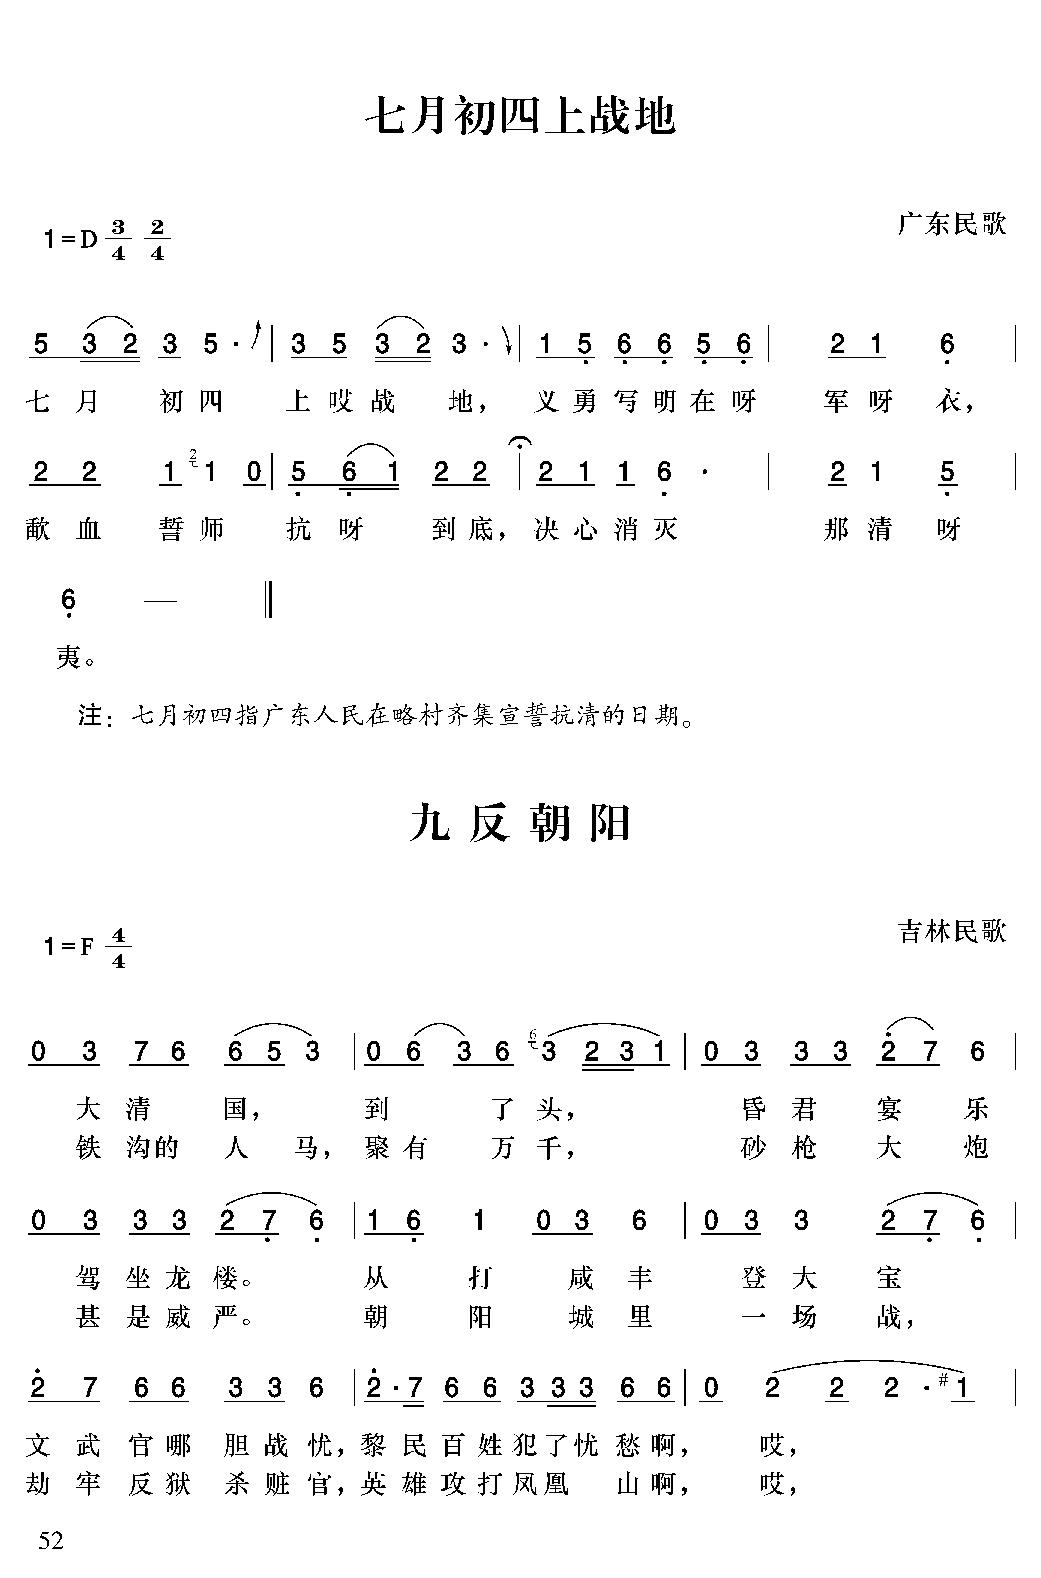 七月初四上战地
1=D 3/4 2/4 广东民歌
5 3 2 3 5 · | 3 5 3 2 3 · | 1 5 6 6 5 6 | 2 1 6 |
七 月 初 四 上 哎 战 地， 义 勇 写 明 在 呀 军 呀 衣，
2 2 1 2 1 0 | 5 6 1 2 2 | 2 1 1 6 · | 2 1 5 |
歃 血 誓 师 抗 呀 到 底， 决 心 消 灭 那 清 呀
6 — ‖
夷。
注：七月初四指广东人民在略村齐集宣誓抗清的日期。
九反朝阳
1=F 4/4 吉林民歌
0 3 7 6 6 5 3 | 0 6 3 6 6 3 2 3 1 | 0 3 3 3 2 7 6 |
大 清 国， 到 了 头， 昏 君 宴 乐
铁 沟的 人 马， 聚 有 万 千， 砂 枪 大 炮
0 3 3 3 2 7 6 | 1 6 1 0 3 6 | 0 3 3 2 7 6 |
驾 坐 龙 楼。 从 打 咸 丰 登 大 宝
甚 是 威 严。 朝 阳 城 里 一 场 战，
2 7 6 6 3 3 6 | 2 · 7 6 6 3 3 3 6 6 | 0 2 2 2 · #1 |
文 武 官 哪 胆 战 忧，黎 民 百 姓 犯 了 忧 愁 啊， 哎，
劫 牢 反 狱 杀 赃 官，英 雄 攻 打 凤 凰 山 啊， 哎，
52